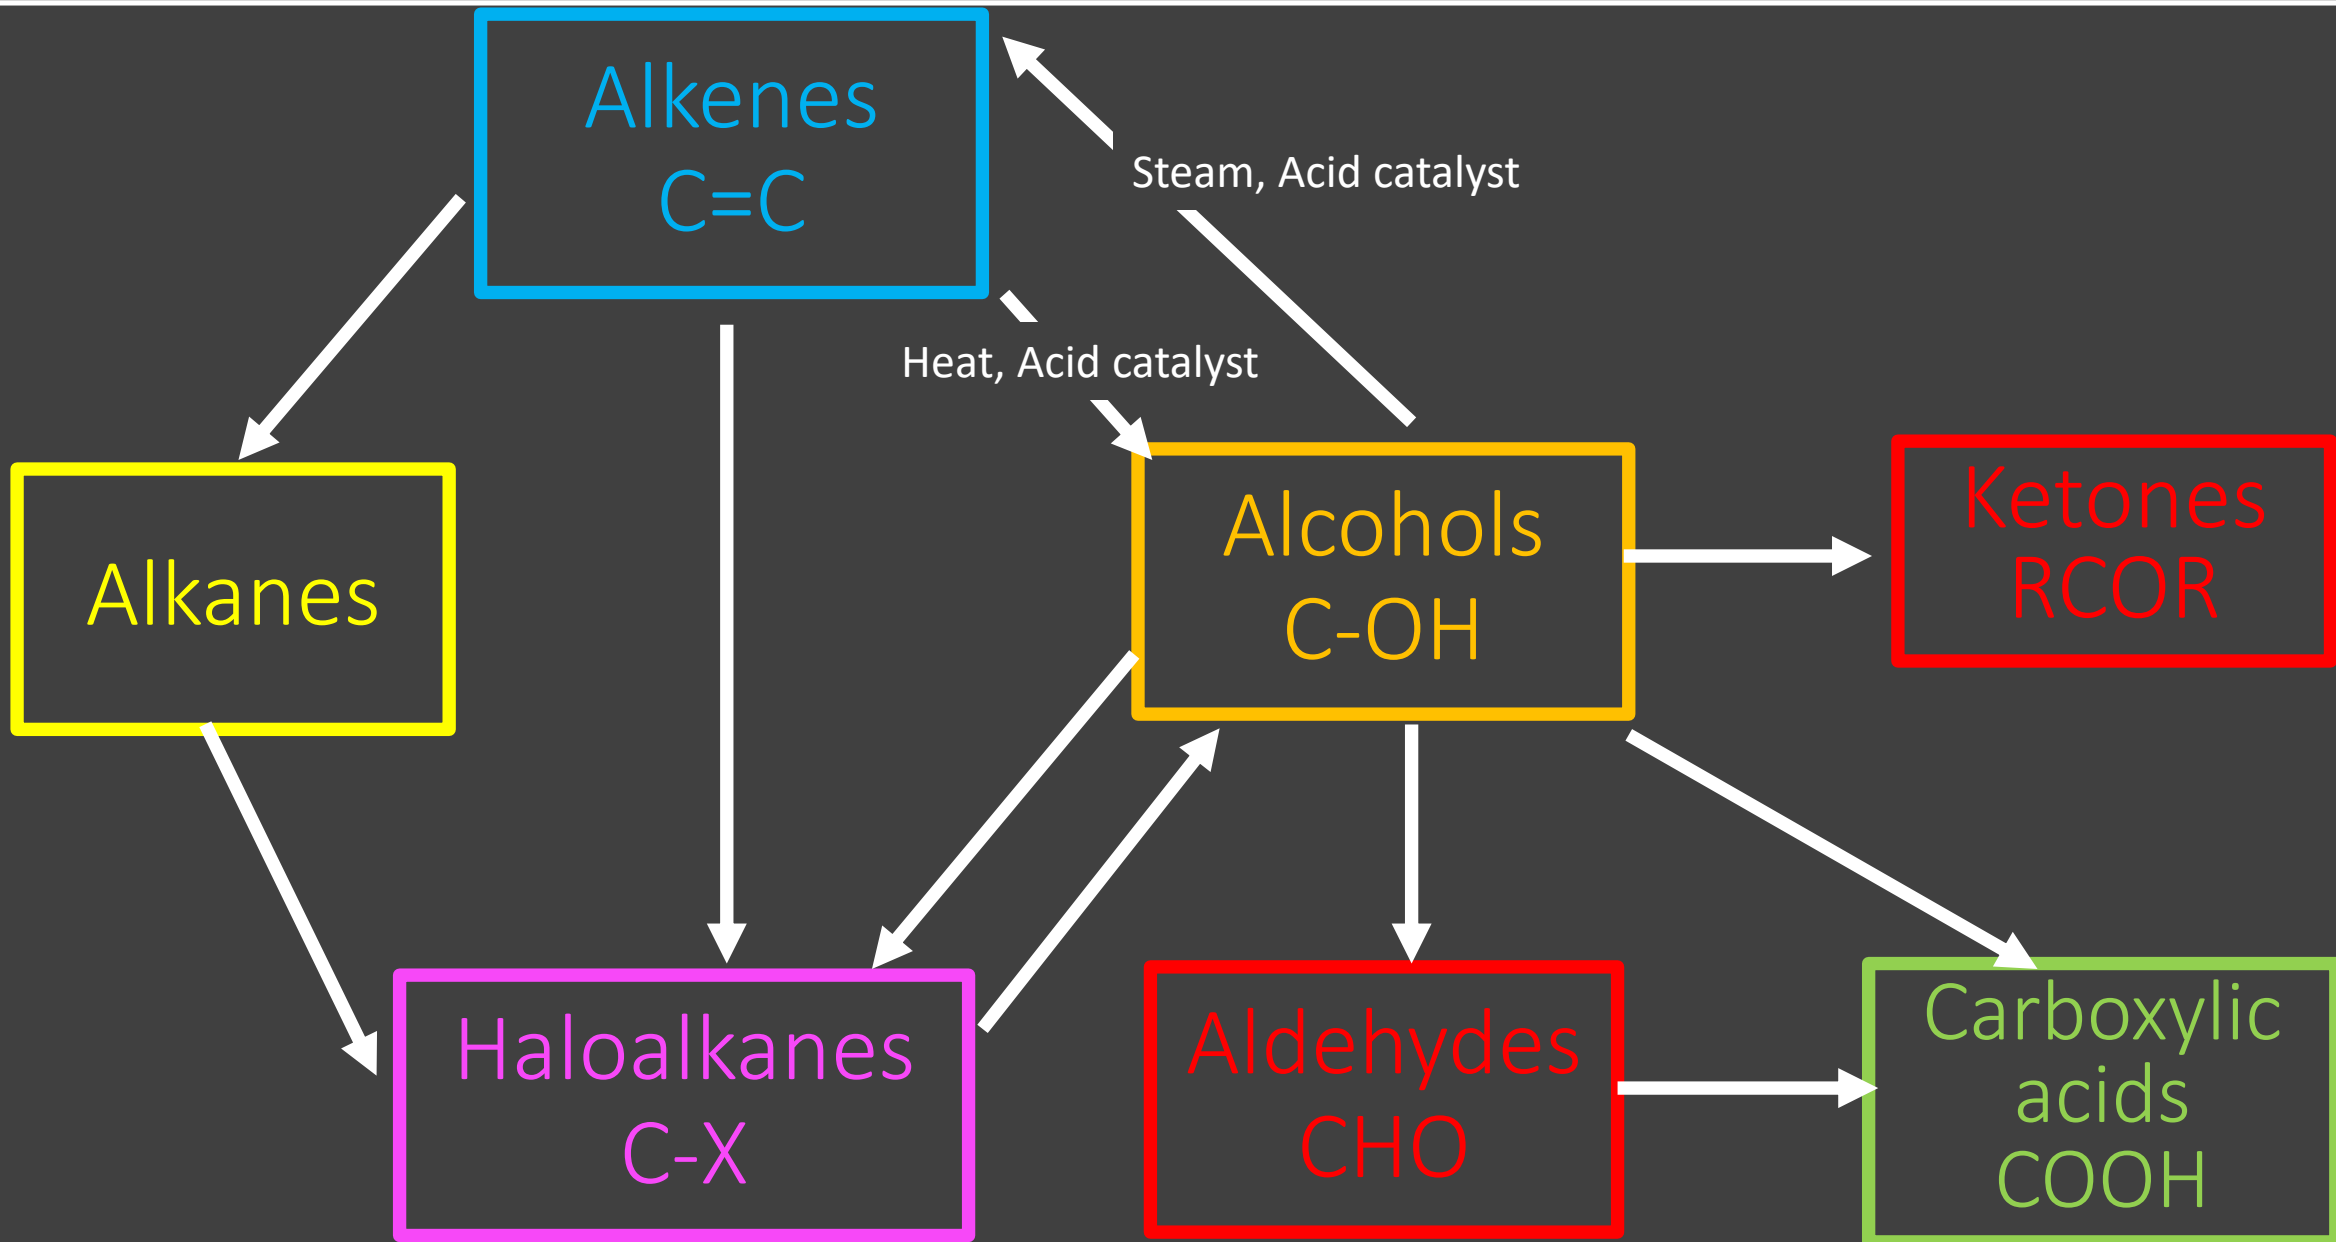 Alkenes
C=C
Steam, Acid catalyst
Heat, Acid catalyst
Alkanes
Alcohols
C-OH
Ketones
RCOR
Haloalkanes
C-X
Aldehydes
CHO
Carboxylic
acids
COOH